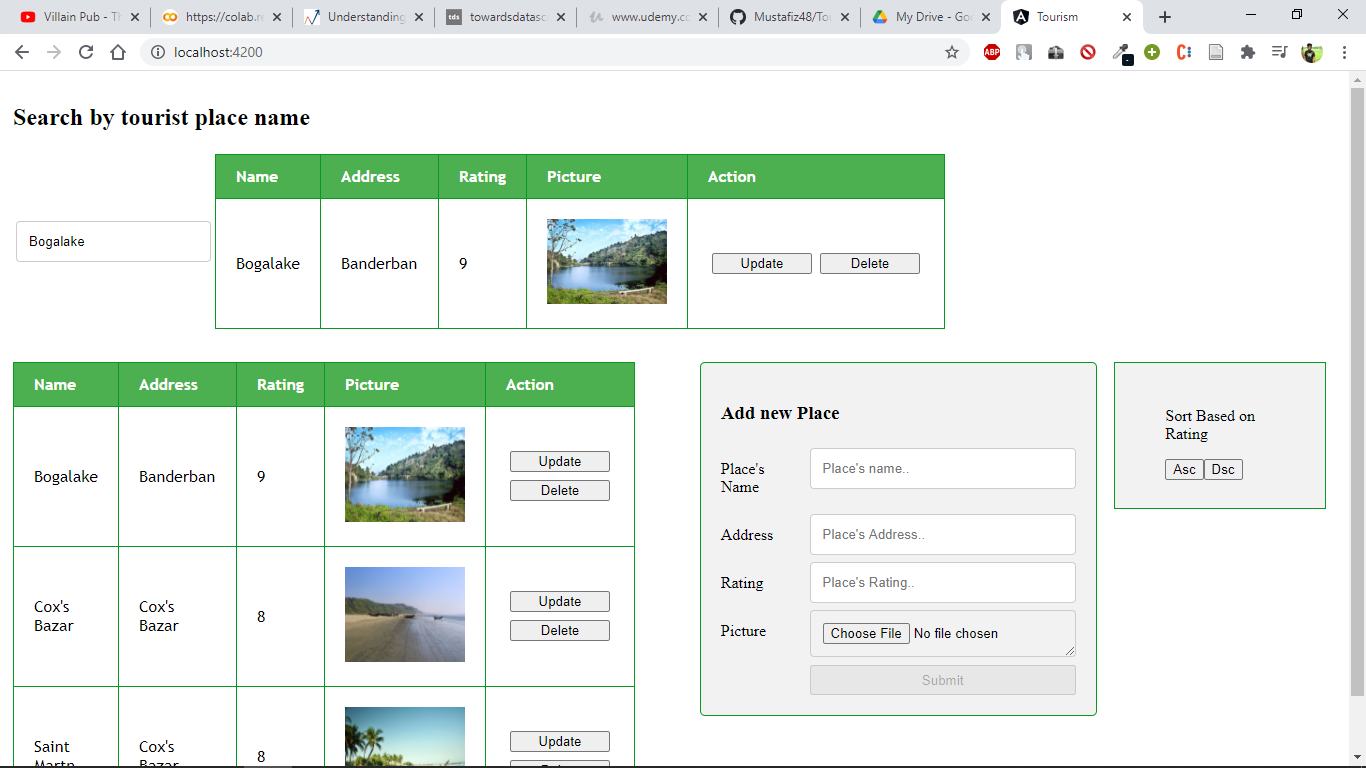 Villain Pub - Th
https://colab.re
Understanding
tds towardsdatasc
www.udemy.co
Mustafiz48/Tou
My Drive - Goo
Tourism
localhost:4200
ABP
Search by tourist place name
Bogalake
Name Address Rating Picture Action
Bogalake Banderban 9 Update Delete
Name Address Rating Picture Action
Bogalake Banderban 9 Update
Delete
Cox's
Bazar
Cox's
Bazar
8
Update
Delete
Saint
Martn
Cox's
Bazar
8
Update
Add new Place
Place's
Name
Place's name..
Address Place's Address..
Rating Place's Rating..
Picture Choose File No file chosen
Submit
Sort Based on
Rating
Asc Dsc